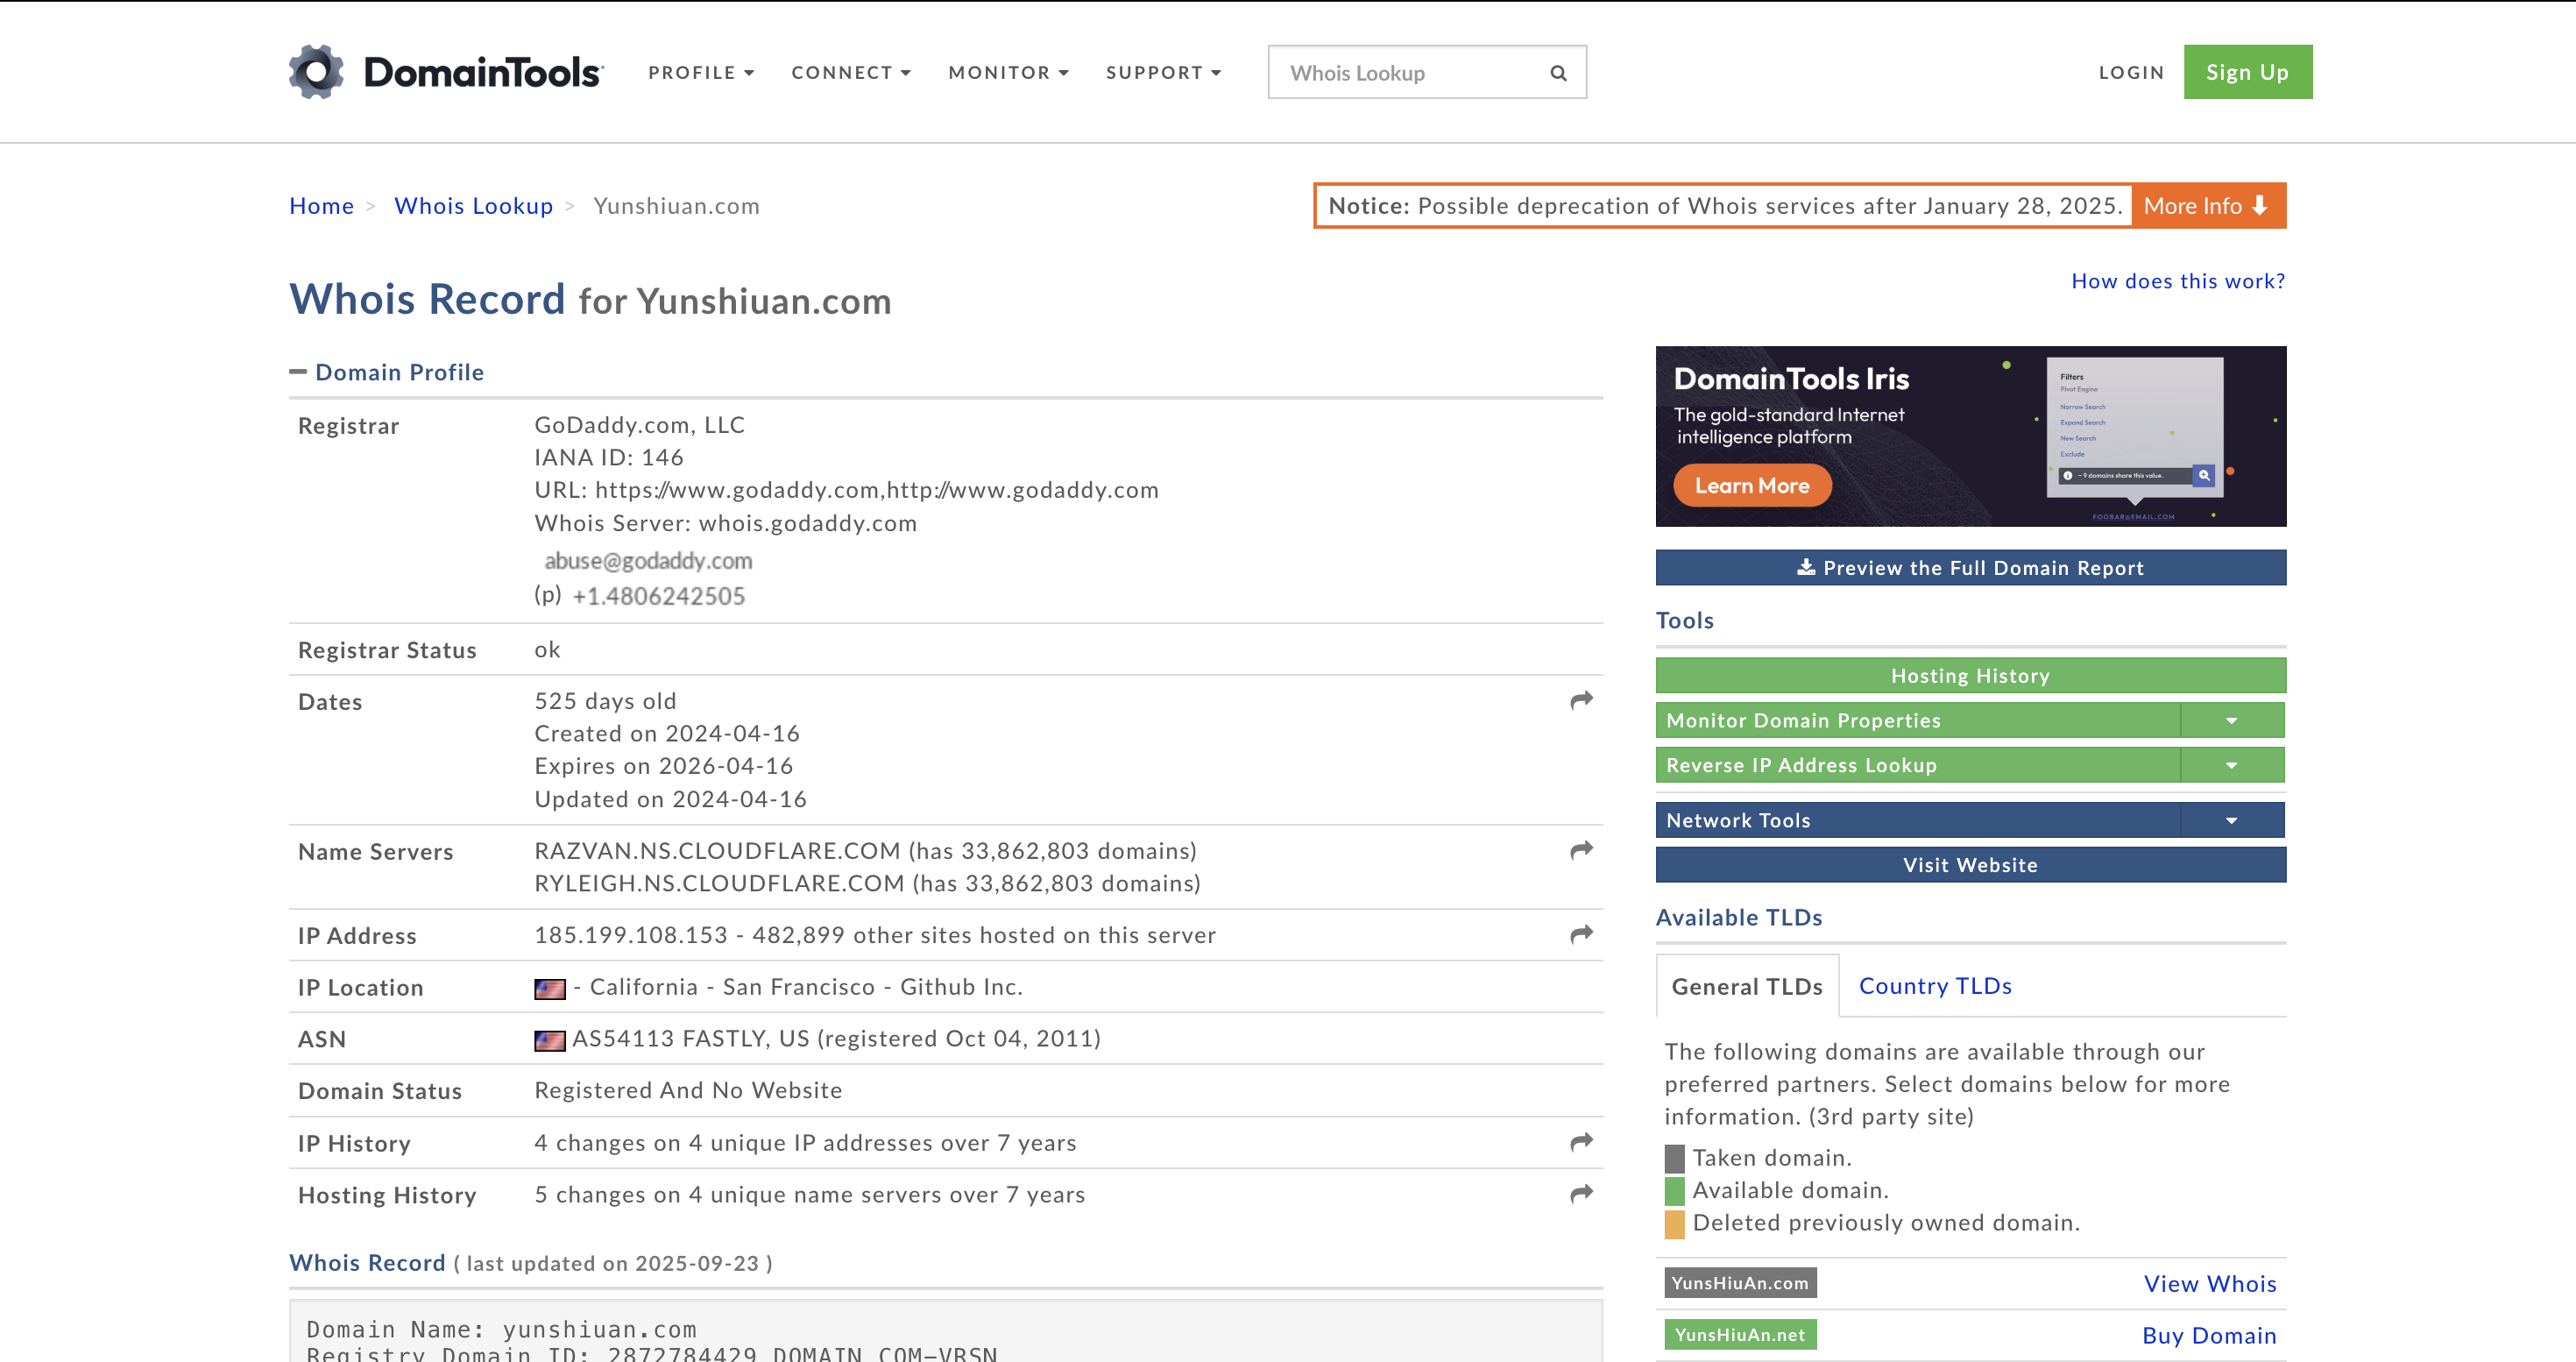 DomainTools
PROFILE
CONNECT
MONITOR
SUPPORT
Whois Lookup
LOGIN
Sign Up
Home > Whois Lookup > Yunshiuan.com
Notice: Possible deprecation of Whois services after January 28, 2025.
More Info
How does this work?
Whois Record for Yunshiuan.com
Domain Profile
Registrar
GoDaddy.com, LLC
IANA ID: 146
URL: https://www.godaddy.com,http://www.godaddy.com
Whois Server: whois.godaddy.com
abuse@godaddy.com
(p) +1.4806242505
Registrar Status
ok
Dates
525 days old
Created on 2024-04-16
Expires on 2026-04-16
Updated on 2024-04-16
Name Servers
RAZVAN.NS.CLOUDFLARE.COM (has 33,862,803 domains)
RYLEIGH.NS.CLOUDFLARE.COM (has 33,862,803 domains)
IP Address
185.199.108.153 - 482,899 other sites hosted on this server
IP Location
- California - San Francisco - Github Inc.
ASN
AS54113 FASTLY, US (registered Oct 04, 2011)
Domain Status
Registered And No Website
IP History
4 changes on 4 unique IP addresses over 7 years
Hosting History
5 changes on 4 unique name servers over 7 years
Whois Record ( last updated on 2025-09-23 )
Domain Name: yunshiuan.com
Registry Domain ID: 2872784429_DOMAIN_COM-VRSN
DomainTools Iris
The gold-standard Internet
intelligence platform
Learn More
Filters
Pivot Engine
Narrow Search
Expand Search
New Search
Exclude
~ 9 domains share this value.
FOOBAR@EMAIL.COM
Preview the Full Domain Report
Tools
Hosting History
Monitor Domain Properties
Reverse IP Address Lookup
Network Tools
Visit Website
Available TLDs
General TLDs
Country TLDs
The following domains are available through our
preferred partners. Select domains below for more
information. (3rd party site)
Taken domain.
Available domain.
Deleted previously owned domain.
YunsHiuAn.com
View Whois
YunsHiuAn.net
Buy Domain